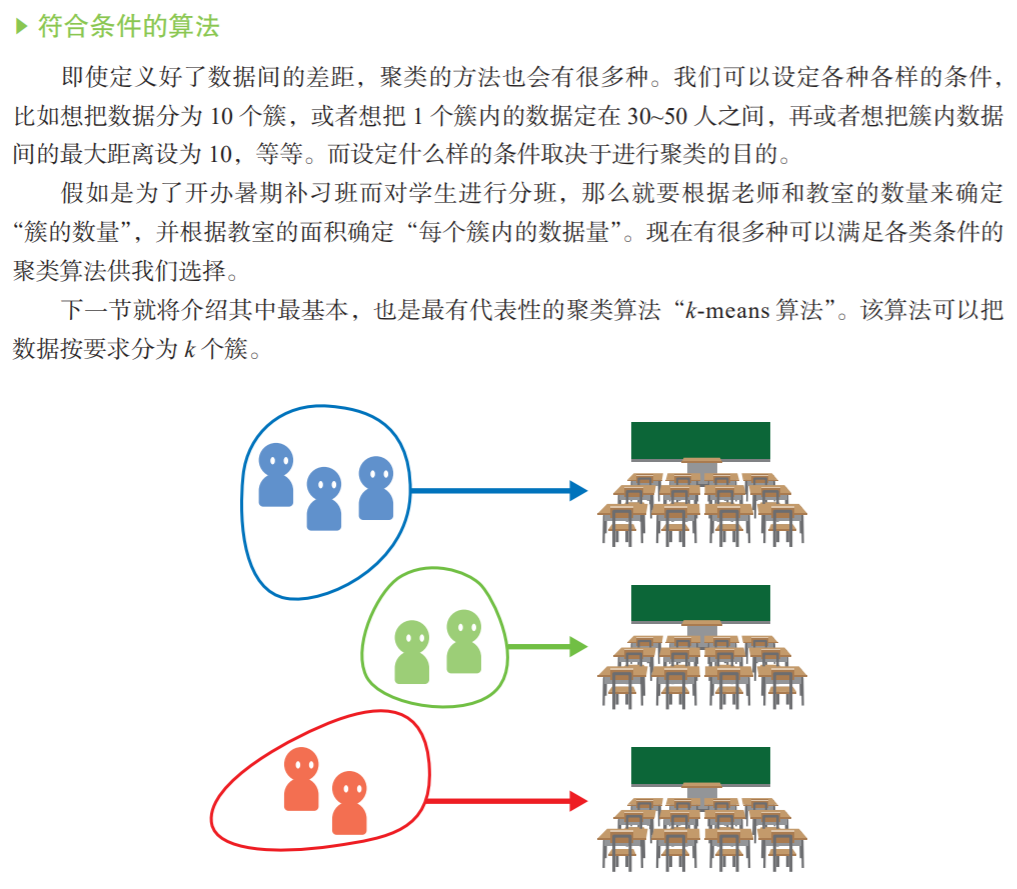 符合条件的算法
即使定义好了数据间的差距，聚类的方法也会有很多种。我们可以设定各种各样的条件，
比如想把数据分为 10 个簇，或者想把 1 个簇内的数据定在 30~50 人之间，再或者想把簇内数据
间的最大距离设为 10，等等。而设定什么样的条件取决于进行聚类的目的。
假如是为了开办暑期补习班而对学生进行分班，那么就要根据老师和教室的数量来确定
“簇的数量”，并根据教室的面积确定“每个簇内的数据量”。现在有很多种可以满足各类条件的
聚类算法供我们选择。
下一节就将介绍其中最基本，也是最有代表性的聚类算法“k-means 算法”。该算法可以把
数据按要求分为 k 个簇。